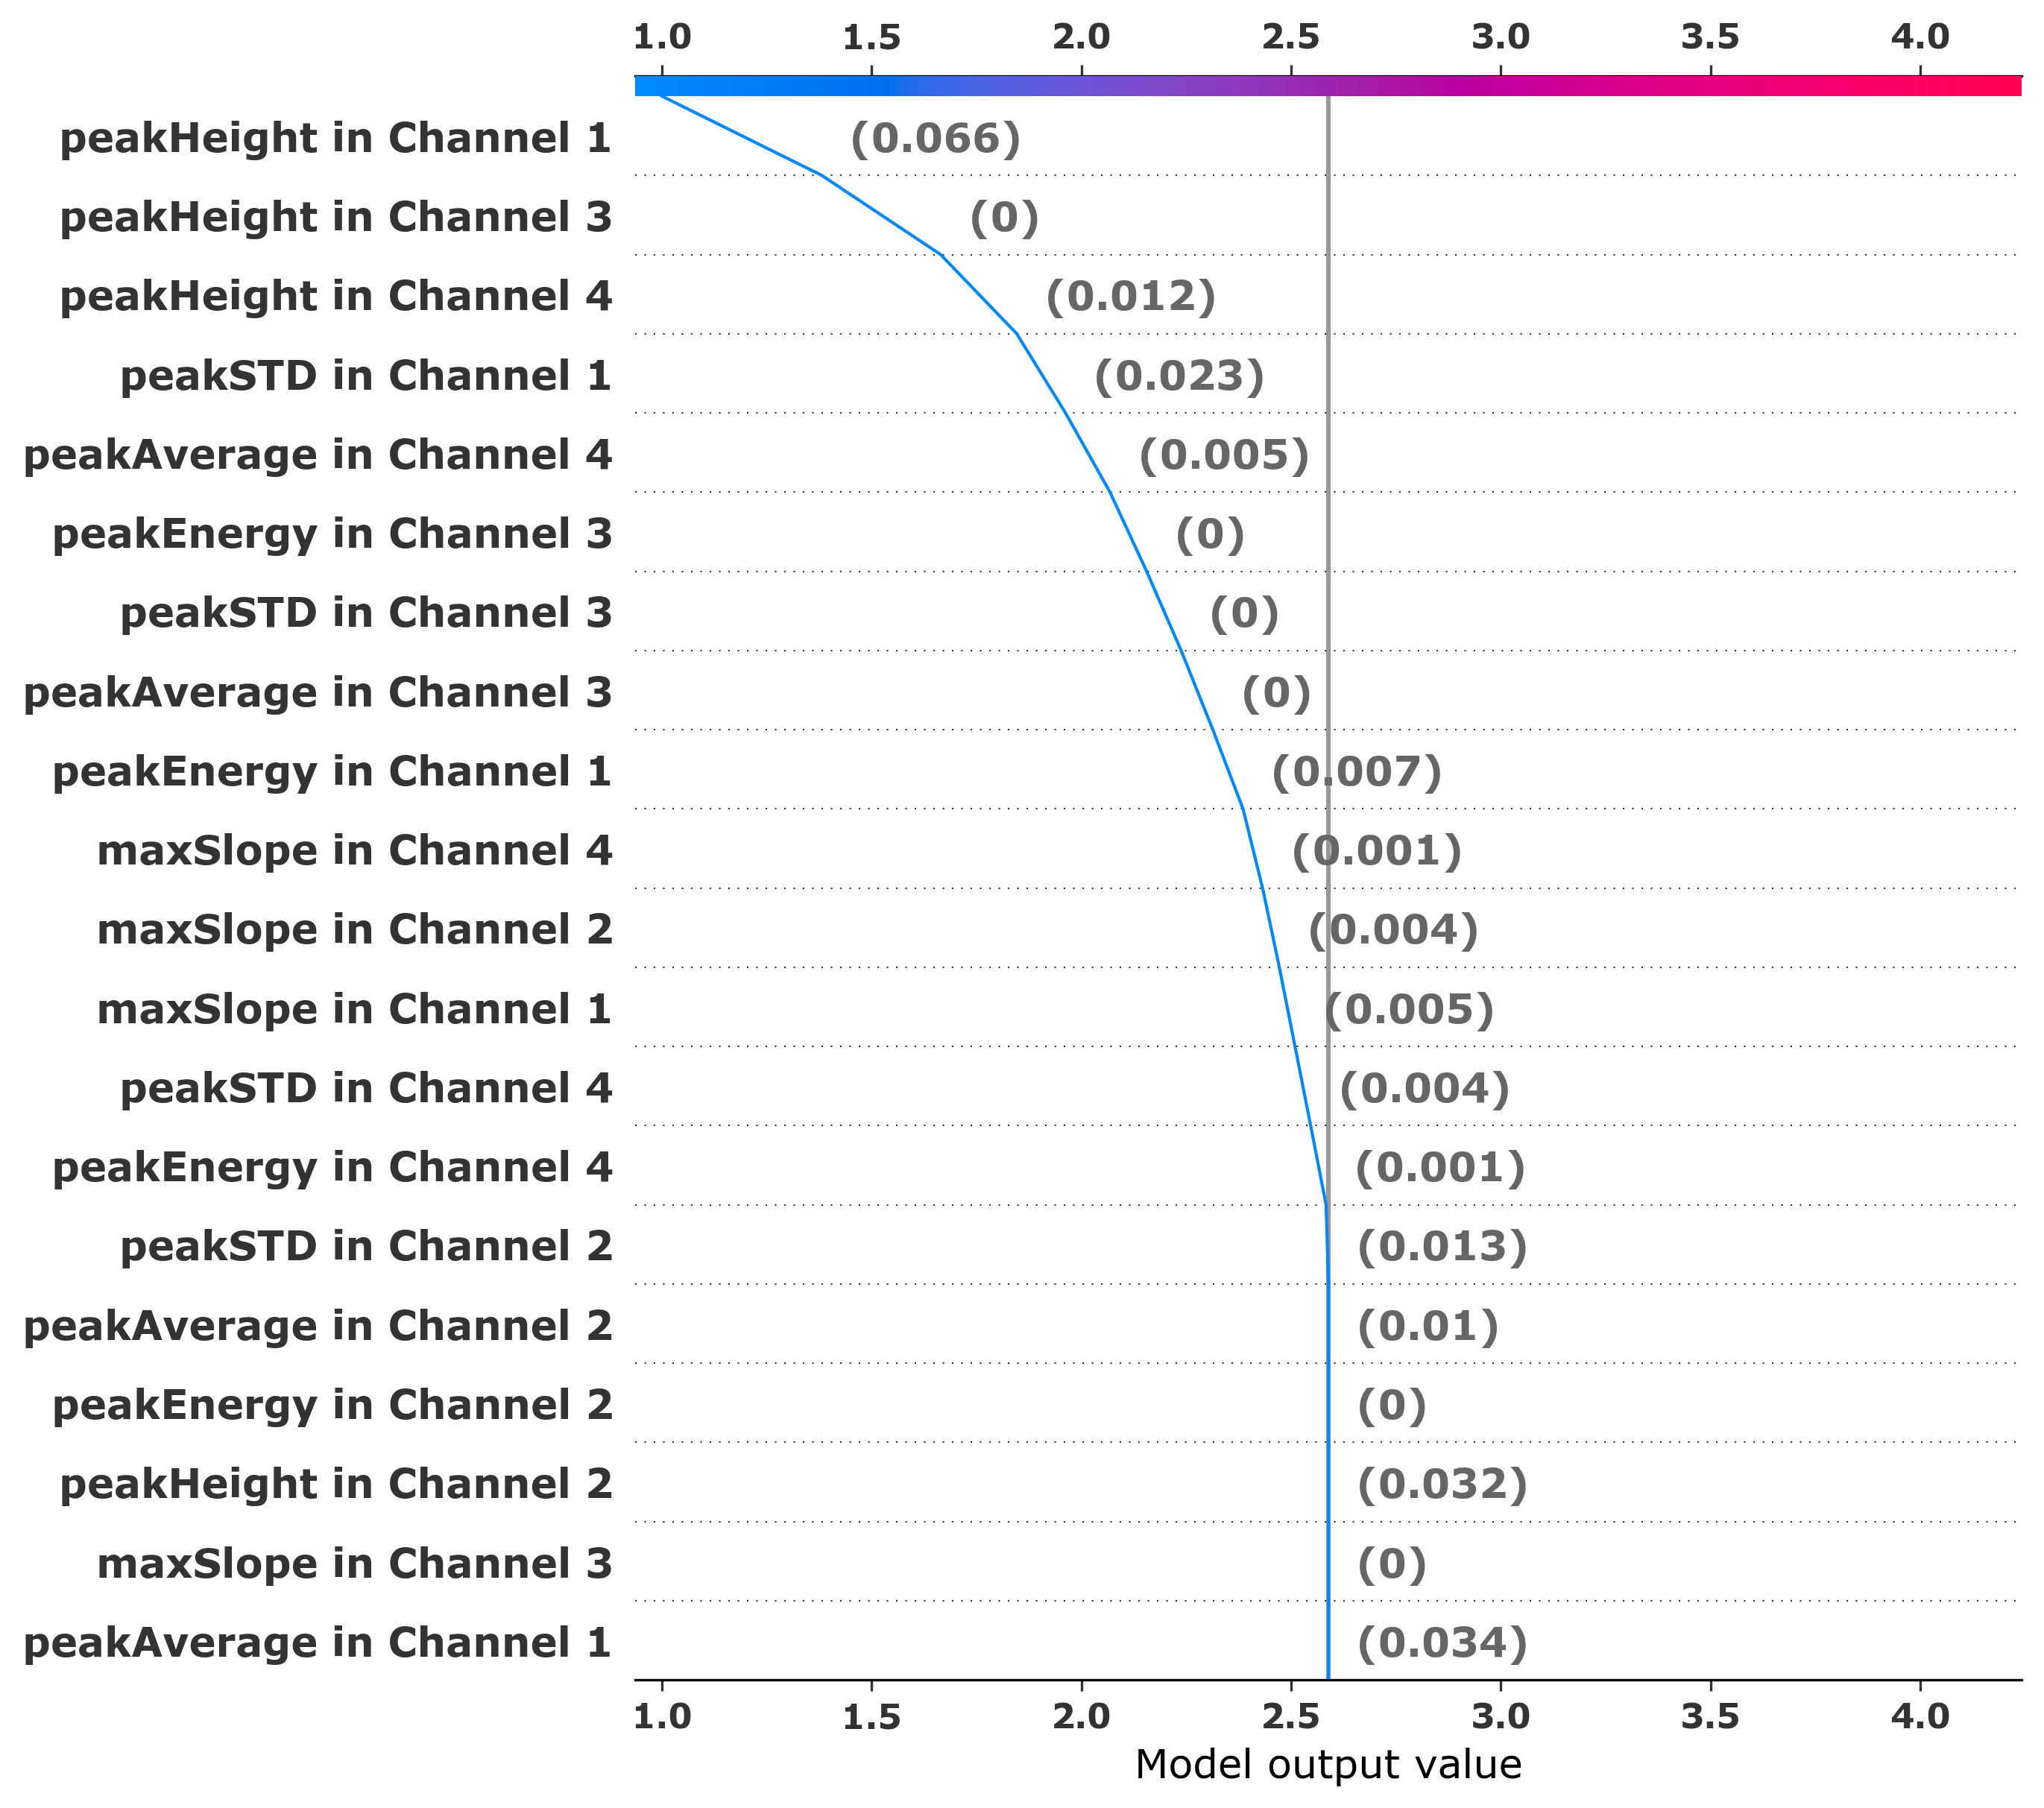 1.0 1.5 2.0 2.5 3.0 3.5 4.0
peakHeight in Channel 1 (0.066)
peakHeight in Channel 3 (0)
peakHeight in Channel 4 (0.012)
peakSTD in Channel 1 (0.023)
peakAverage in Channel 4 (0.005)
peakEnergy in Channel 3 (0)
peakSTD in Channel 3 (0)
peakAverage in Channel 3 (0)
peakEnergy in Channel 1 (0.007)
maxSlope in Channel 4 (0.001)
maxSlope in Channel 2 (0.004)
maxSlope in Channel 1 (0.005)
peakSTD in Channel 4 (0.004)
peakEnergy in Channel 4 (0.001)
peakSTD in Channel 2 (0.013)
peakAverage in Channel 2 (0.01)
peakEnergy in Channel 2 (0)
peakHeight in Channel 2 (0.032)
maxSlope in Channel 3 (0)
peakAverage in Channel 1 (0.034)
1.0 1.5 2.0 2.5 3.0 3.5 4.0
Model output value